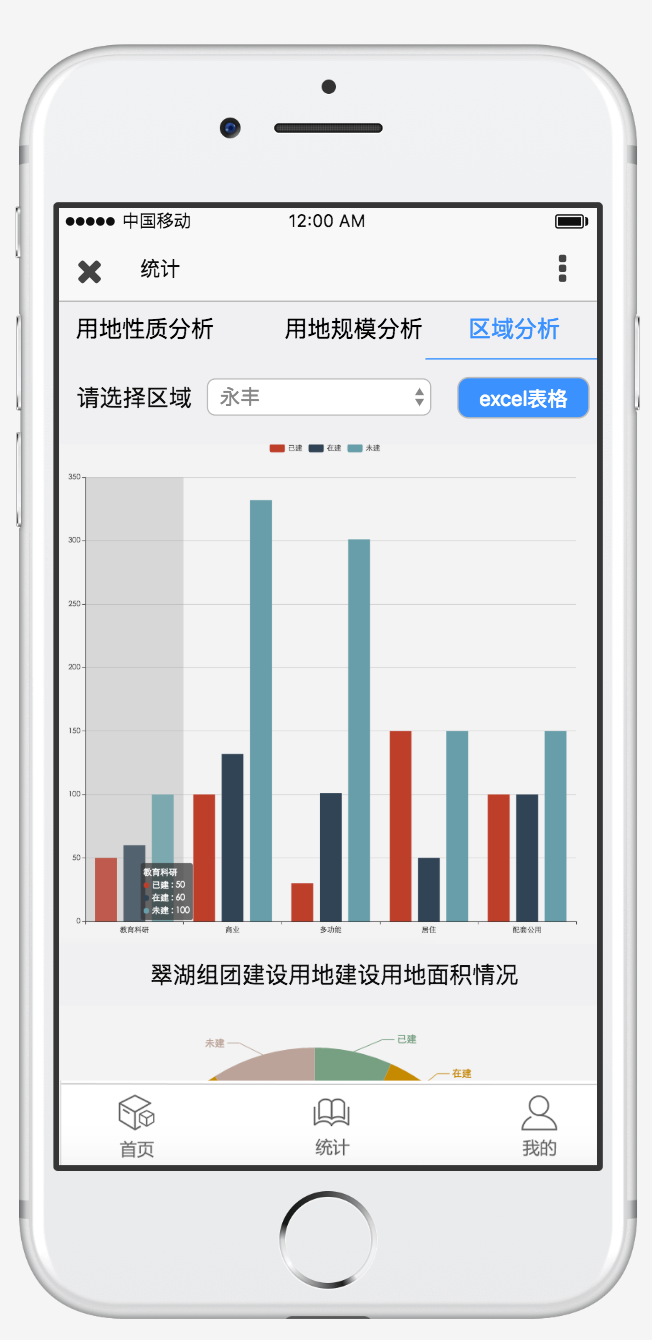 中国移动 12:00 AM
统计
用地性质分析 用地规模分析 区域分析
请选择区域 永丰 excel表格
已建 在建 未建
350
300
250
200
150
100
50
0
教育科研
已建 : 50
在建 : 60
未建 : 100
教育科研 商业 多功能 居住 配套公用
翠湖组团建设用地建设用地面积情况
未建 已建
在建
首页 统计 我的